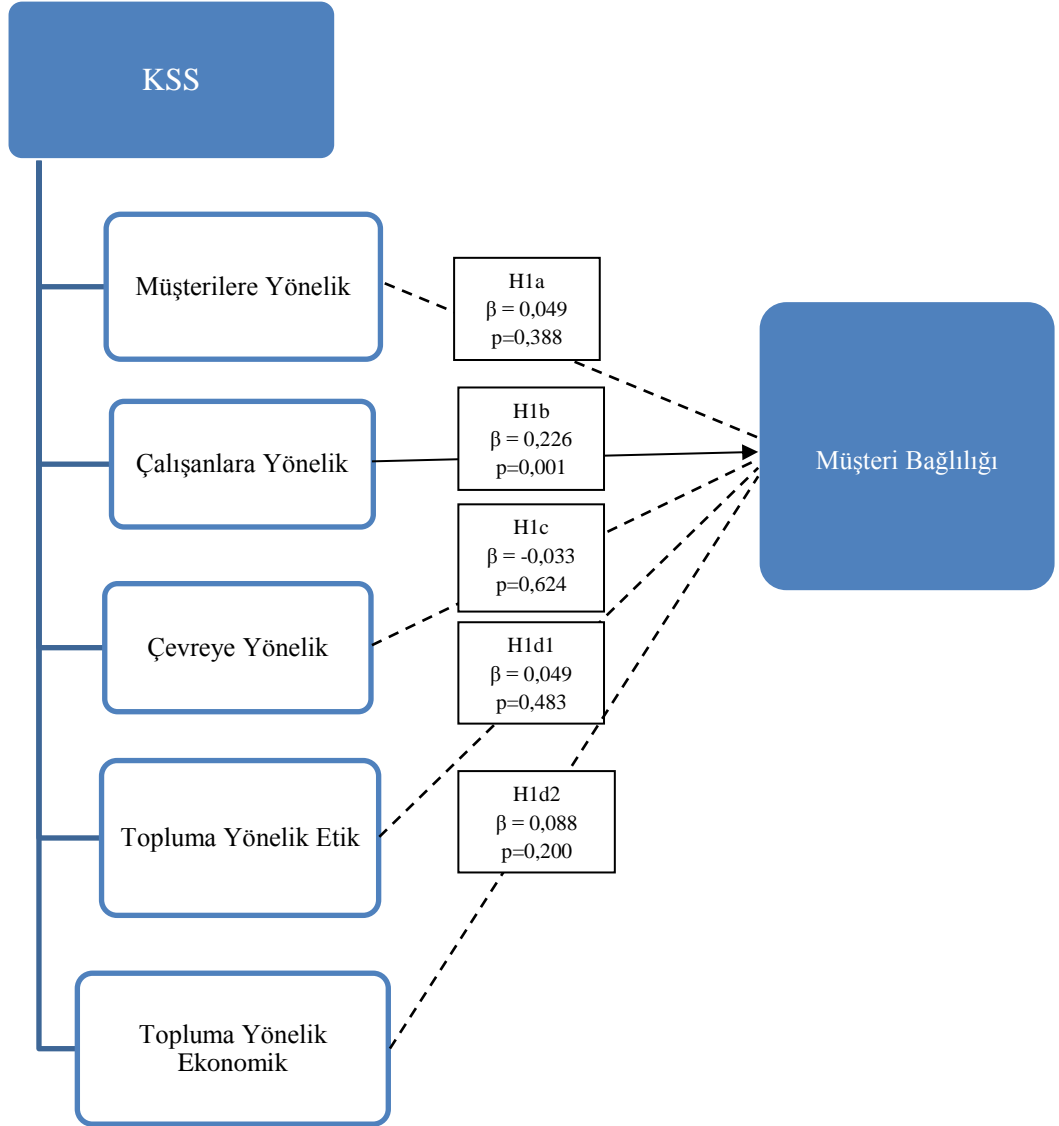 KSS
Müşterilere Yönelik
H1a
β = 0,049
p=0,388
Çalışanlara Yönelik
H1b
β = 0,226
p=0,001
Müşteri Bağlılığı
Çevreye Yönelik
H1c
β = -0,033
p=0,624
Topluma Yönelik Etik
H1d1
β = 0,049
p=0,483
Topluma Yönelik
Ekonomik
H1d2
β = 0,088
p=0,200